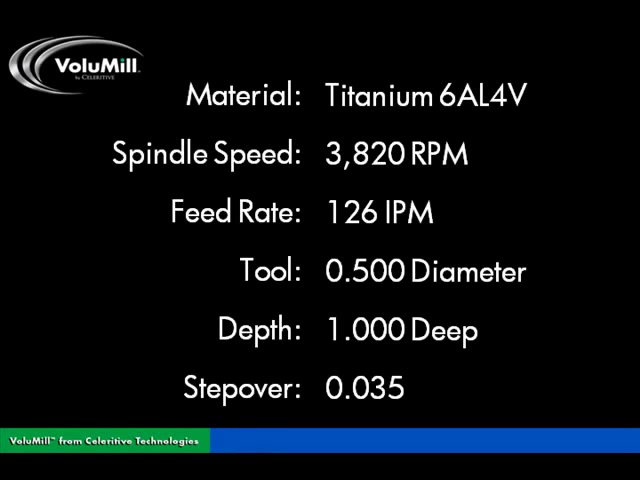 VoluMill™
by Celeritive
Material: Titanium 6AL4V
Spindle Speed: 3,820 RPM
Feed Rate: 126 IPM
Tool: 0.500 Diameter
Depth: 1.000 Deep
Stepover: 0.035
VoluMill™ from Celeritive Technologies